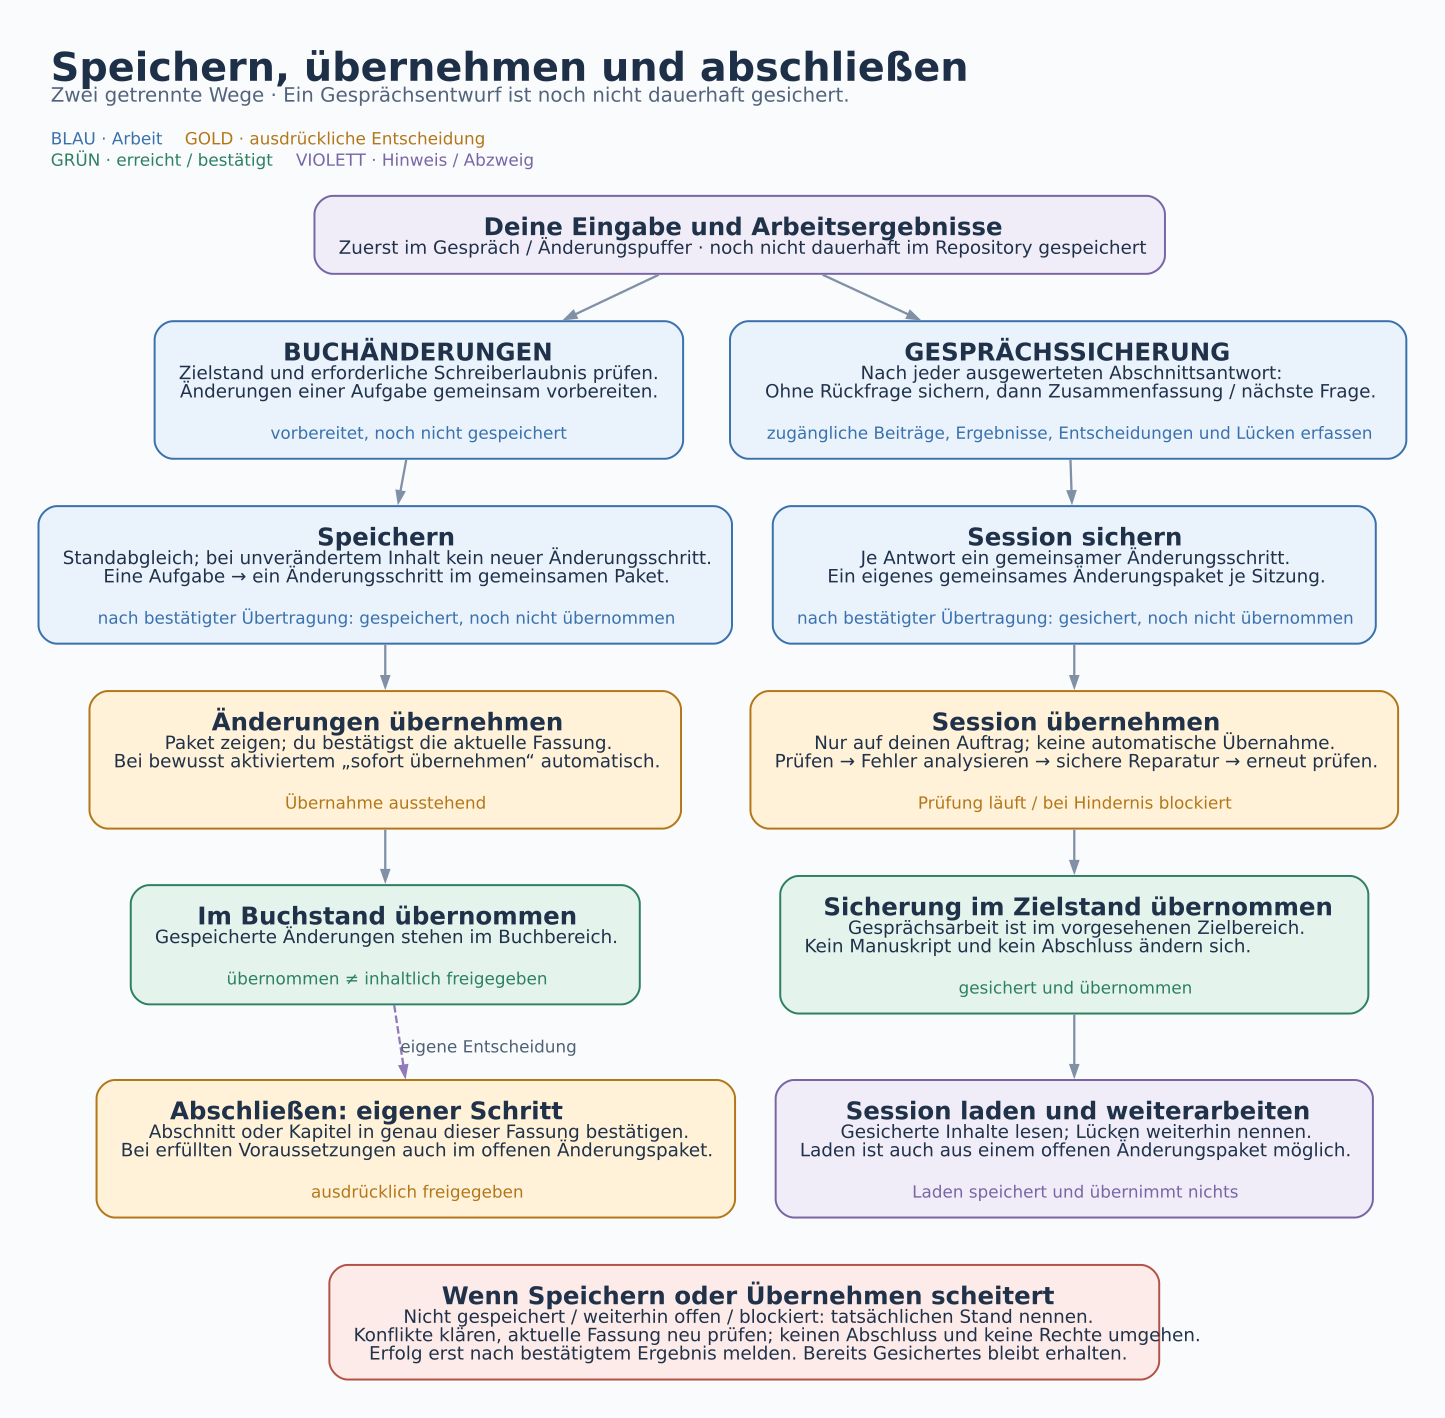 Speichern, übernehmen und abschließen
Zwei getrennte Wege · Ein Gesprächsentwurf ist noch nicht dauerhaft gesichert.
BLAU · Arbeit GOLD · ausdrückliche Entscheidung
GRÜN · erreicht / bestätigt VIOLETT · Hinweis / Abzweig
Deine Eingabe und Arbeitsergebnisse
Zuerst im Gespräch / Änderungspuffer · noch nicht dauerhaft im Repository gespeichert
BUCHÄNDERUNGEN
Zielstand und erforderliche Schreiberlaubnis prüfen.
Änderungen einer Aufgabe gemeinsam vorbereiten.
vorbereitet, noch nicht gespeichert
GESPRÄCHSSICHERUNG
Nach jeder ausgewerteten Abschnittsantwort:
Ohne Rückfrage sichern, dann Zusammenfassung / nächste Frage.
zugängliche Beiträge, Ergebnisse, Entscheidungen und Lücken erfassen
Speichern
Standabgleich; bei unverändertem Inhalt kein neuer Änderungsschritt.
Eine Aufgabe → ein Änderungsschritt im gemeinsamen Paket.
nach bestätigter Übertragung: gespeichert, noch nicht übernommen
Session sichern
Je Antwort ein gemeinsamer Änderungsschritt.
Ein eigenes gemeinsames Änderungspaket je Sitzung.
nach bestätigter Übertragung: gesichert, noch nicht übernommen
Änderungen übernehmen
Paket zeigen; du bestätigst die aktuelle Fassung.
Bei bewusst aktiviertem „sofort übernehmen“ automatisch.
Übernahme ausstehend
Session übernehmen
Nur auf deinen Auftrag; keine automatische Übernahme.
Prüfen → Fehler analysieren → sichere Reparatur → erneut prüfen.
Prüfung läuft / bei Hindernis blockiert
Im Buchstand übernommen
Gespeicherte Änderungen stehen im Buchbereich.
übernommen ≠ inhaltlich freigegeben
Sicherung im Zielstand übernommen
Gesprächsarbeit ist im vorgesehenen Zielbereich.
Kein Manuskript und kein Abschluss ändern sich.
gesichert und übernommen
eigene Entscheidung
Abschließen: eigener Schritt
Abschnitt oder Kapitel in genau dieser Fassung bestätigen.
Bei erfüllten Voraussetzungen auch im offenen Änderungspaket.
ausdrücklich freigegeben
Session laden und weiterarbeiten
Gesicherte Inhalte lesen; Lücken weiterhin nennen.
Laden ist auch aus einem offenen Änderungspaket möglich.
Laden speichert und übernimmt nichts
Wenn Speichern oder Übernehmen scheitert
Nicht gespeichert / weiterhin offen / blockiert: tatsächlichen Stand nennen.
Konflikte klären, aktuelle Fassung neu prüfen; keinen Abschluss und keine Rechte umgehen.
Erfolg erst nach bestätigtem Ergebnis melden. Bereits Gesichertes bleibt erhalten.